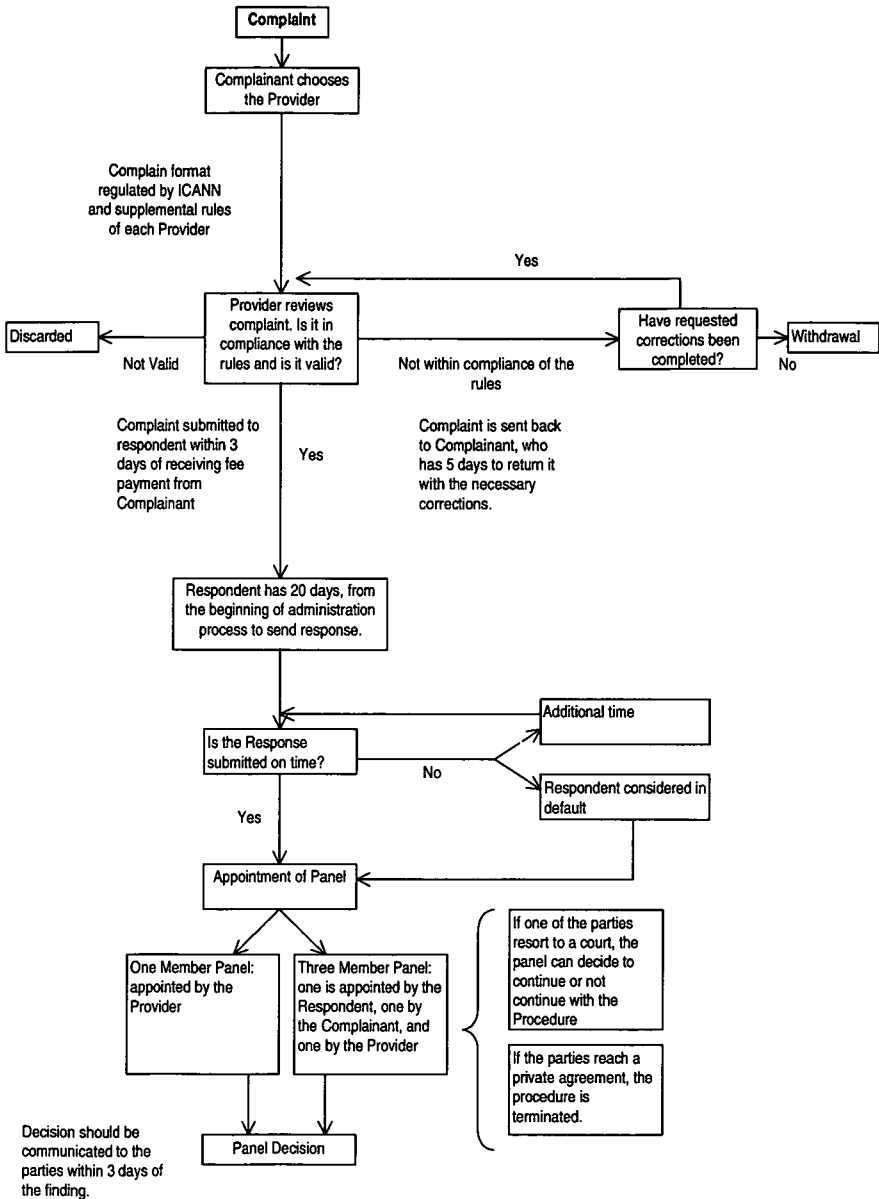 Complaint
Complainant chooses
the Provider
Complain format
regulated by ICANN
and supplemental rules
of each Provider
Yes
Provider reviews
complaint. Is it in
compliance with the
rules and is it valid?
Discarded
Not Valid
Not within compliance of the
rules
Have requested
corrections been
completed?
Withdrawal
No
Complaint submitted to
respondent within 3
days of receiving fee
payment from
Complainant
Yes
Complaint is sent back
to Complainant, who
has 5 days to return it
with the necessary
corrections.
Respondent has 20 days, from
the beginning of administration
process to send response.
Additional time
Is the Response
submitted on time?
No
Respondent considered in
default
Yes
Appointment of Panel
One Member Panel:
appointed by the
Provider
Three Member Panel:
one is appointed by the
Respondent, one by
the Complainant, and
one by the Provider
If one of the parties
resort to a court, the
panel can decide to
continue or not
continue with the
Procedure
If the parties reach a
private agreement, the
procedure is
terminated.
Decision should be
communicated to the
parties within 3 days of
the finding.
Panel Decision